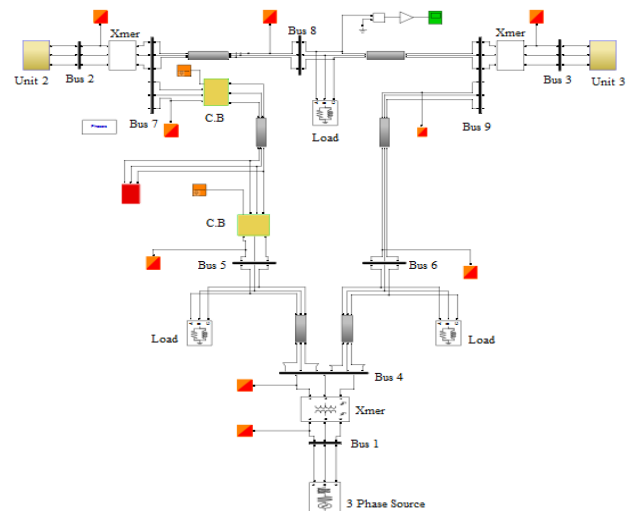 Bus 8
Xmer
Xmer
Unit 2
Bus 2
Bus 3
Unit 3
Bus 7
C.B
Load
Bus 9
C.B
Bus 5
Bus 6
Load
Load
Bus 4
Xmer
Bus 1
3 Phase Source